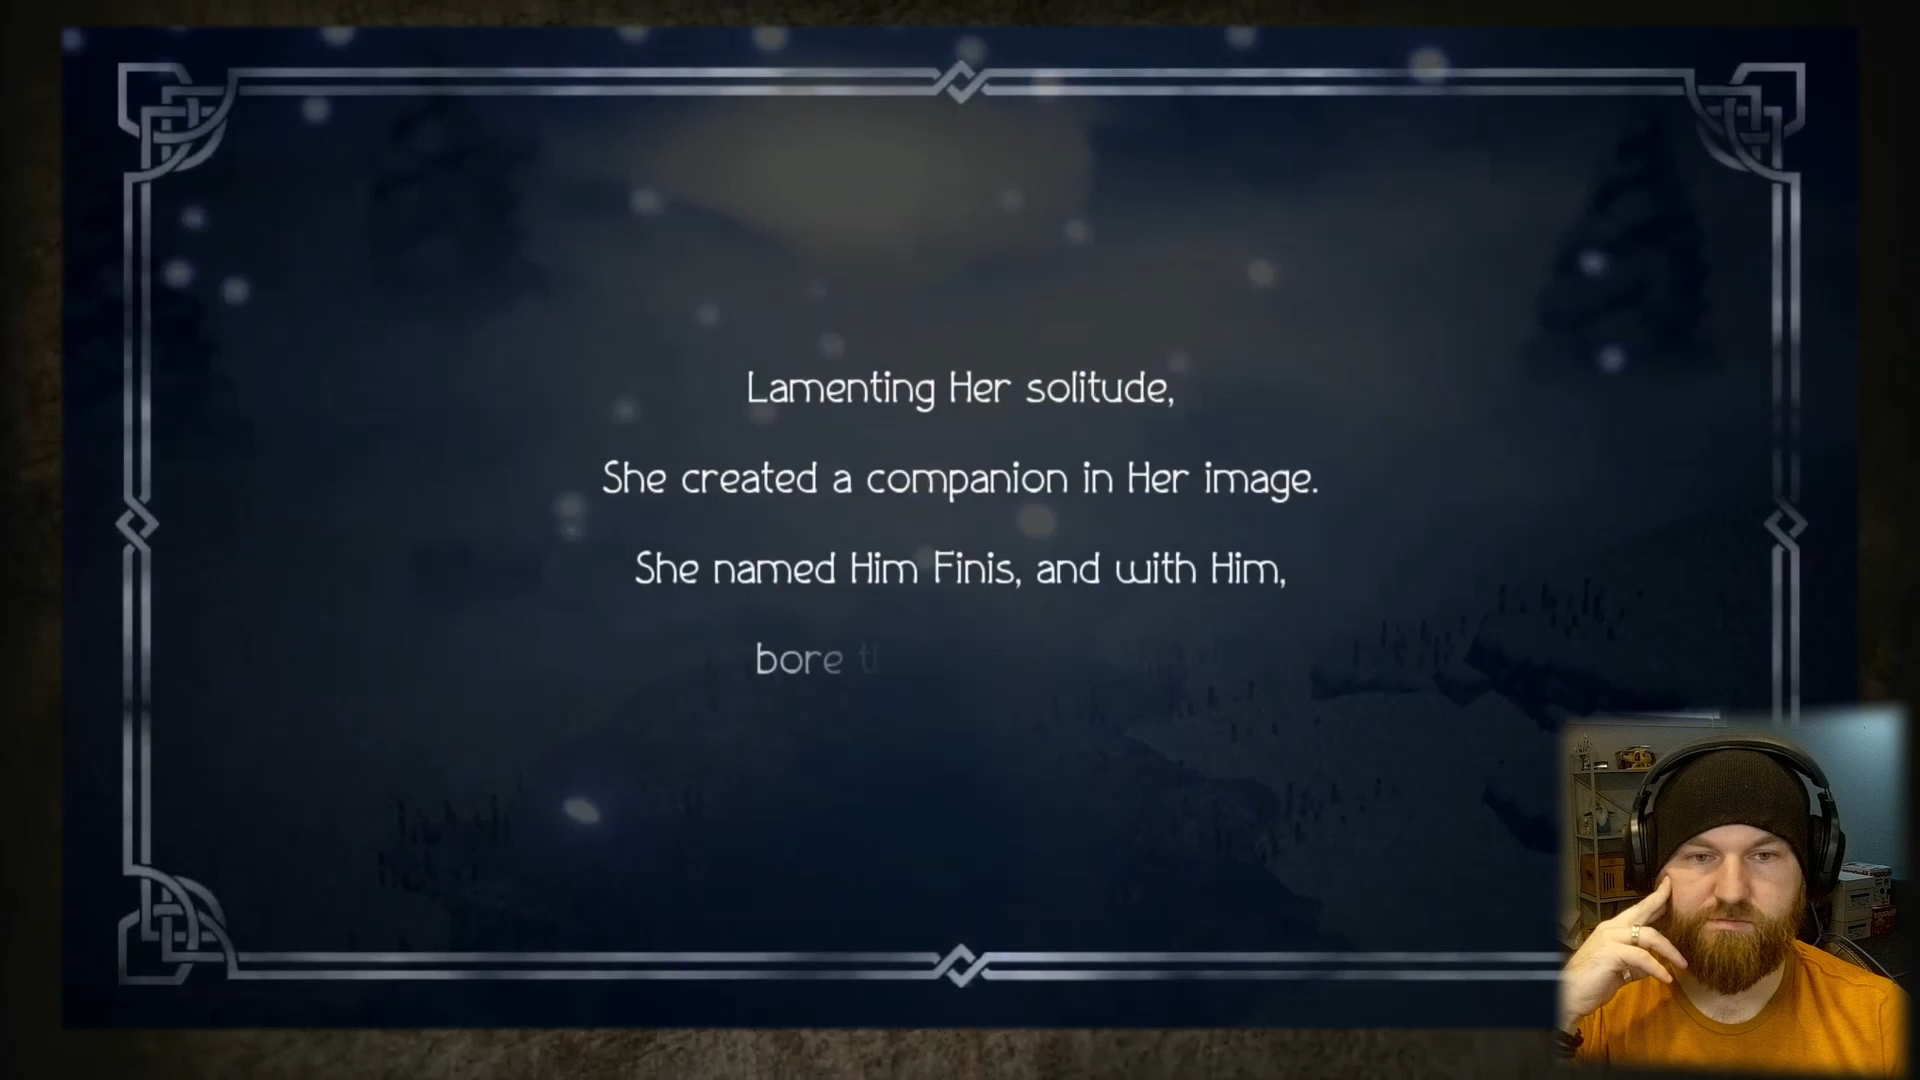 Lamenting Her solitude,
She created a companion in Her image.
She named Him Finis, and with Him,
bore